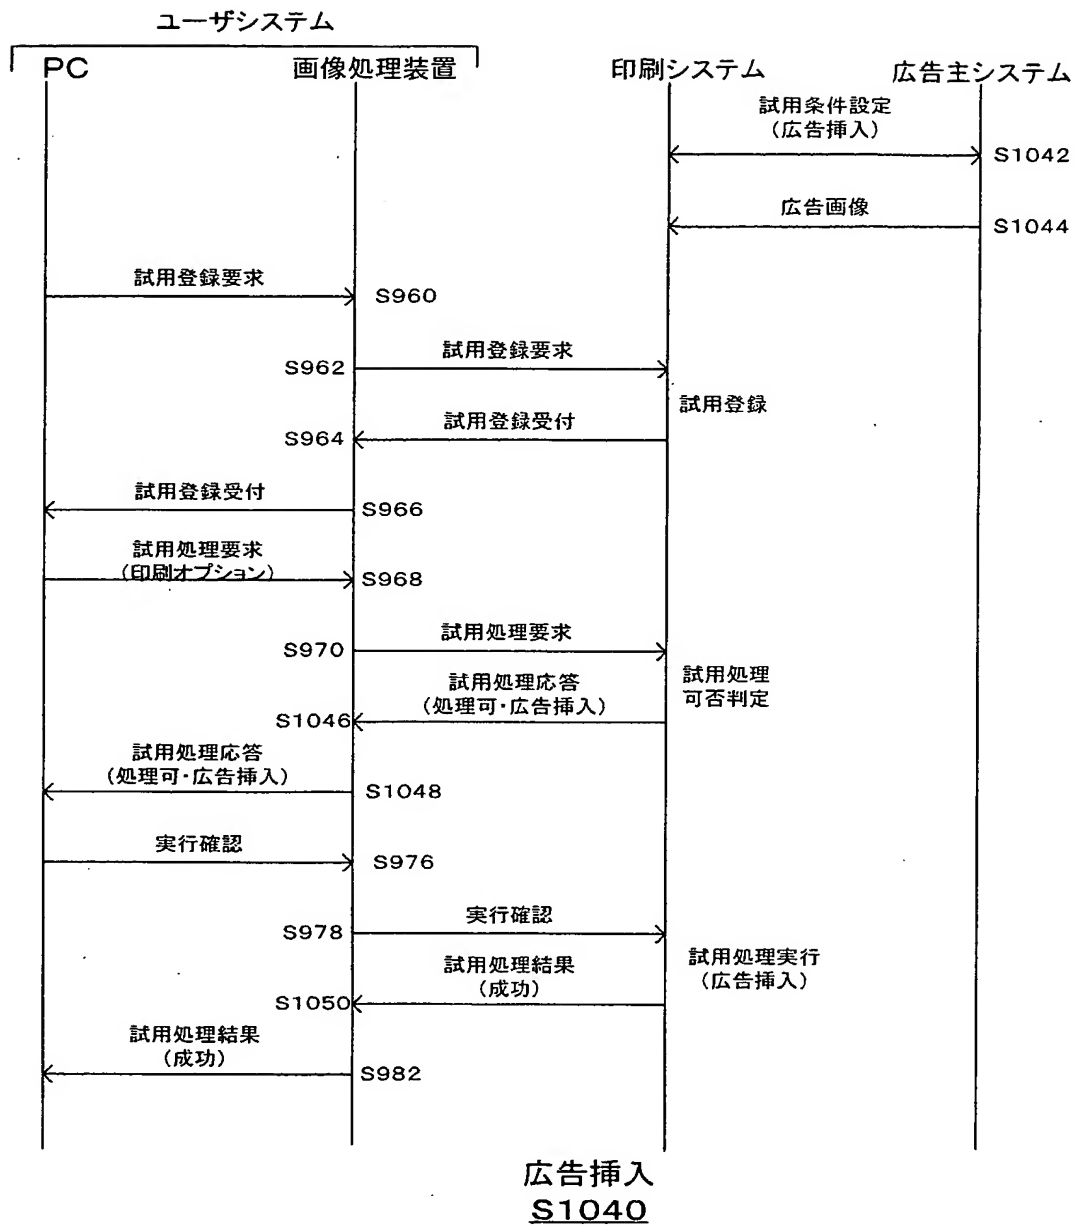 ユーザシステム
PC
画像処理装置
印刷システム
広告主システム
試用条件設定
(広告挿入)
S1042
広告画像
S1044
試用登録要求
S960
試用登録要求
S962
試用登録
試用登録受付
S964
試用登録受付
S966
試用処理要求
(印刷オプション)
S968
試用処理要求
S970
試用処理
可否判定
試用処理応答
(処理可・広告挿入)
S1046
試用処理応答
(処理可・広告挿入)
S1048
実行確認
S976
実行確認
S978
試用処理実行
(広告挿入)
試用処理結果
(成功)
S1050
試用処理結果
(成功)
S982
広告挿入
S1040